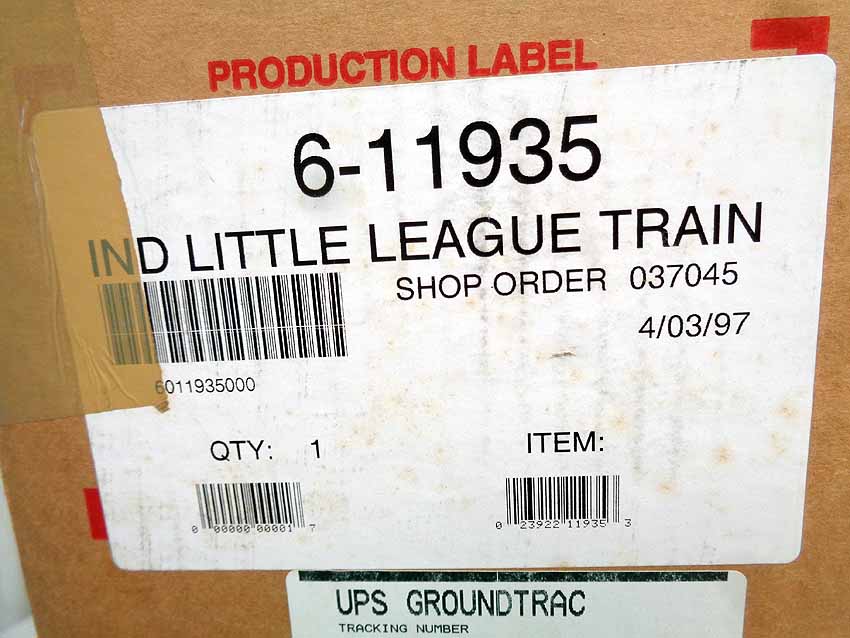 PRODUCTION LABEL
6-11935
IND LITTLE LEAGUE TRAIN
SHOP ORDER 037045
4/03/97
6011935000
QTY: 1
ITEM:
0 00000 00001 7
0 23922 11935 3
UPS GROUNDTRAC
TRACKING NUMBER